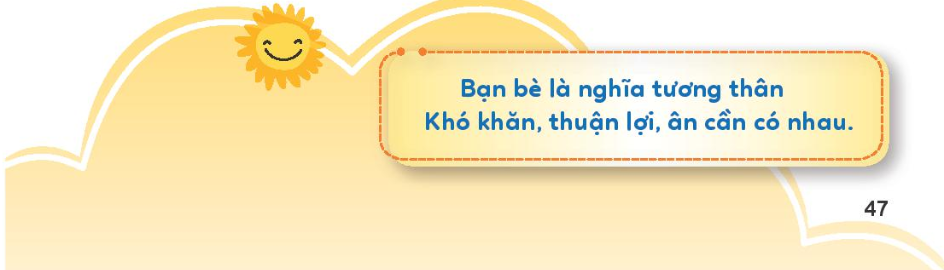 Bạn bè là nghĩa tương thân
Khó khăn, thuận lợi, ân cần có nhau.
47